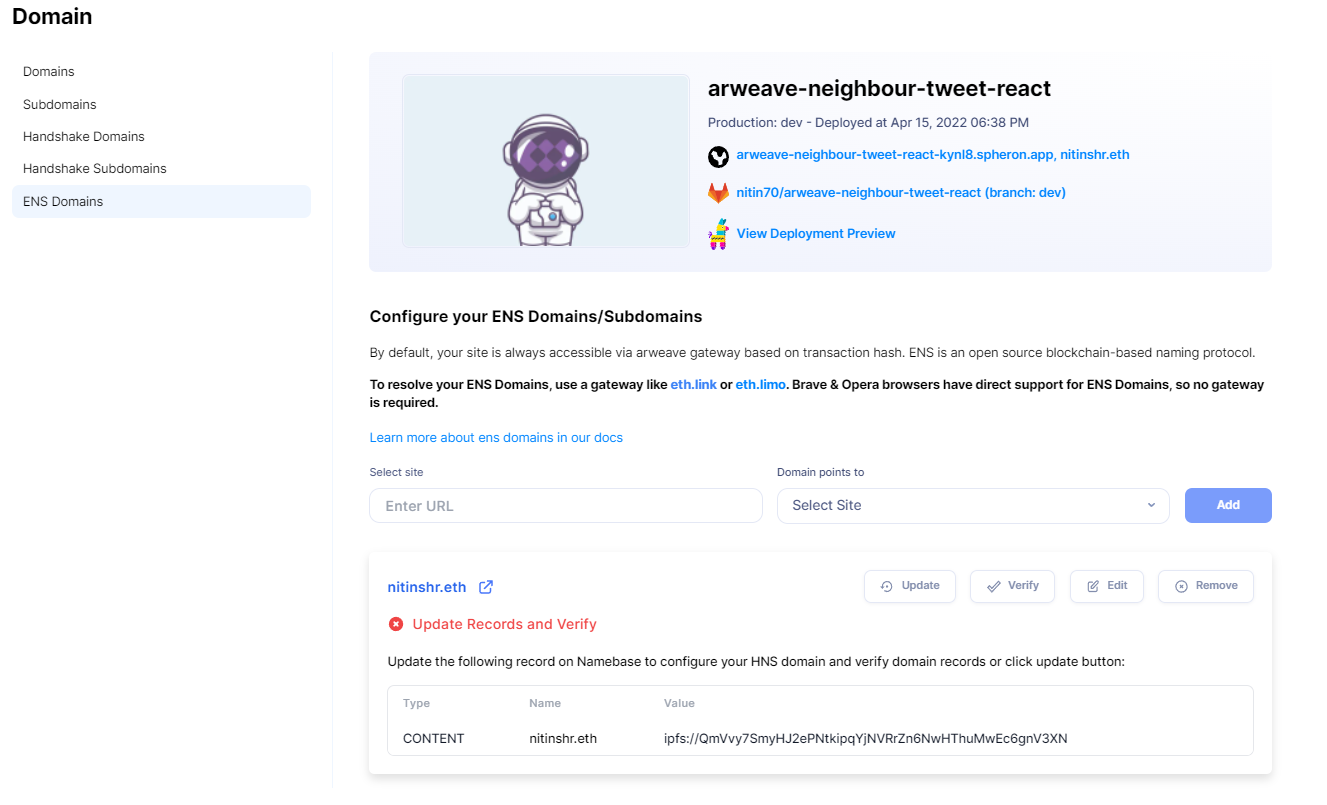 Domain
Domains
Subdomains
Handshake Domains
Handshake Subdomains
ENS Domains
arweave-neighbour-tweet-react
Production: dev - Deployed at Apr 15, 2022 06:38 PM
arweave-neighbour-tweet-react-kynl8.spheron.app, nitinshr.eth
nitin70/arweave-neighbour-tweet-react (branch: dev)
View Deployment Preview
Configure your ENS Domains/Subdomains
By default, your site is always accessible via arweave gateway based on transaction hash. ENS is an open source blockchain-based naming protocol.
To resolve your ENS Domains, use a gateway like eth.link or eth.limo. Brave & Opera browsers have direct support for ENS Domains, so no gateway
is required.
Learn more about ens domains in our docs
Select site Domain points to
Enter URL Select Site Add
nitinshr.eth Update Verify Edit Remove
Update Records and Verify
Update the following record on Namebase to configure your HNS domain and verify domain records or click update button:
Type Name Value
CONTENT nitinshr.eth ipfs://QmVvy7SmyHJ2ePNtkipqYjNVRrZn6NwHThuMwEc6gnV3XN